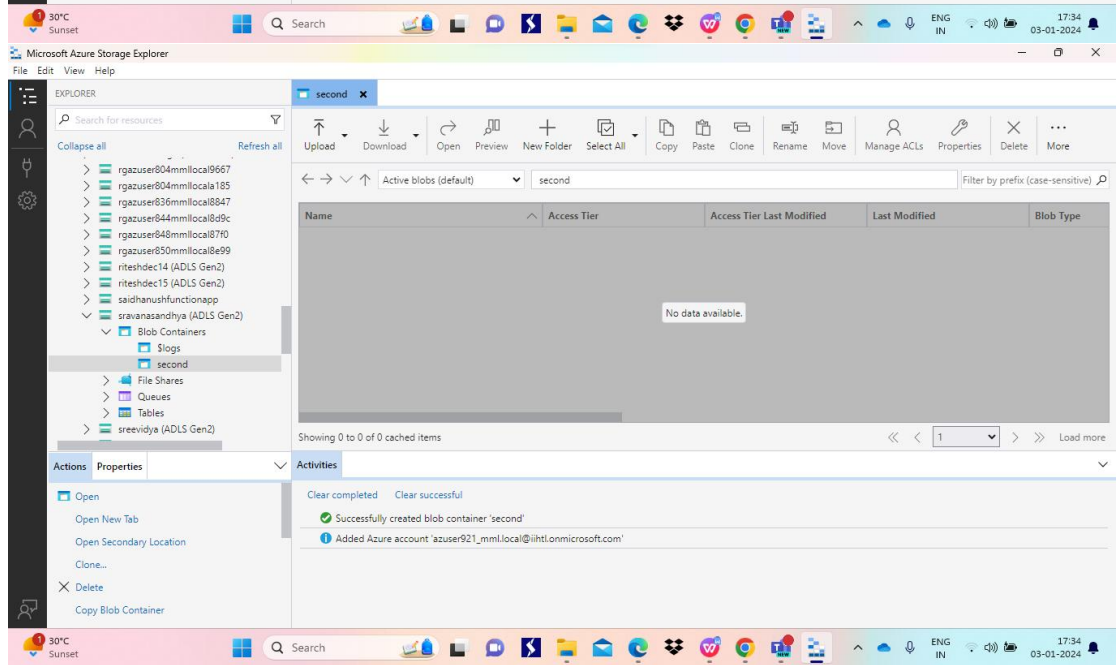 30°C
Sunset
Search
ENG
IN
17:34
03-01-2024
Microsoft Azure Storage Explorer
File Edit View Help
EXPLORER
Search for resources
Collapse all Refresh all
rgazuser804mmllocal9667
rgazuser804mmllocala185
rgazuser836mmllocal8847
rgazuser844mmllocal8d9c
rgazuser848mmllocal87f0
rgazuser850mmllocal8e99
riteshdec14 (ADLS Gen2)
riteshdec15 (ADLS Gen2)
saidhanushfunctionapp
sravanasandhya (ADLS Gen2)
Blob Containers
$logs
second
File Shares
Queues
Tables
sreevidya (ADLS Gen2)
Actions Properties
Open
Open New Tab
Open Secondary Location
Clone...
Delete
Copy Blob Container
second
Upload Download Open Preview New Folder Select All Copy Paste Clone Rename Move Manage ACLs Properties Delete More
Active blobs (default) second Filter by prefix (case-sensitive)
Name Access Tier Access Tier Last Modified Last Modified Blob Type
No data available.
Showing 0 to 0 of 0 cached items 1 Load more
Activities
Clear completed Clear successful
Successfully created blob container 'second'
Added Azure account 'azuser921_mml.local@iihtl.onmicrosoft.com'
30°C
Sunset
Search
ENG
IN
17:34
03-01-2024